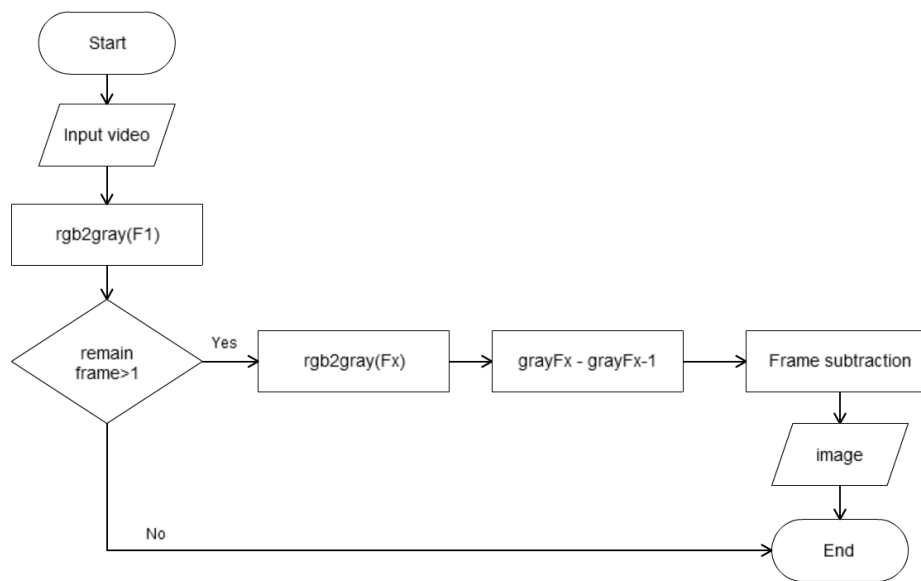 Start
Input video
rgb2gray(F1)
remain
frame>1
Yes
rgb2gray(Fx)
grayFx - grayFx-1
Frame subtraction
image
No
End